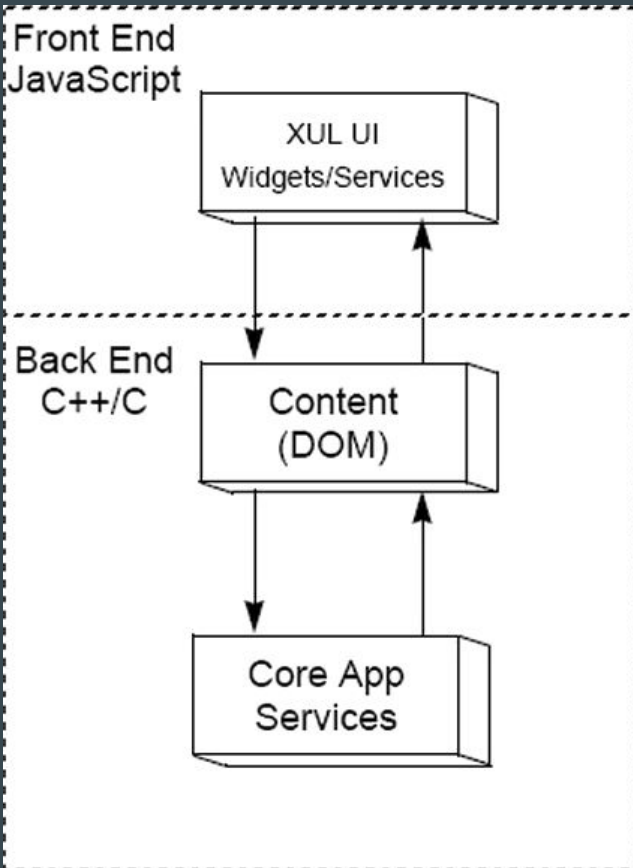 Front End
JavaScript
XUL UI
Widgets/Services
Back End
C++/C
Content
(DOM)
Core App
Services